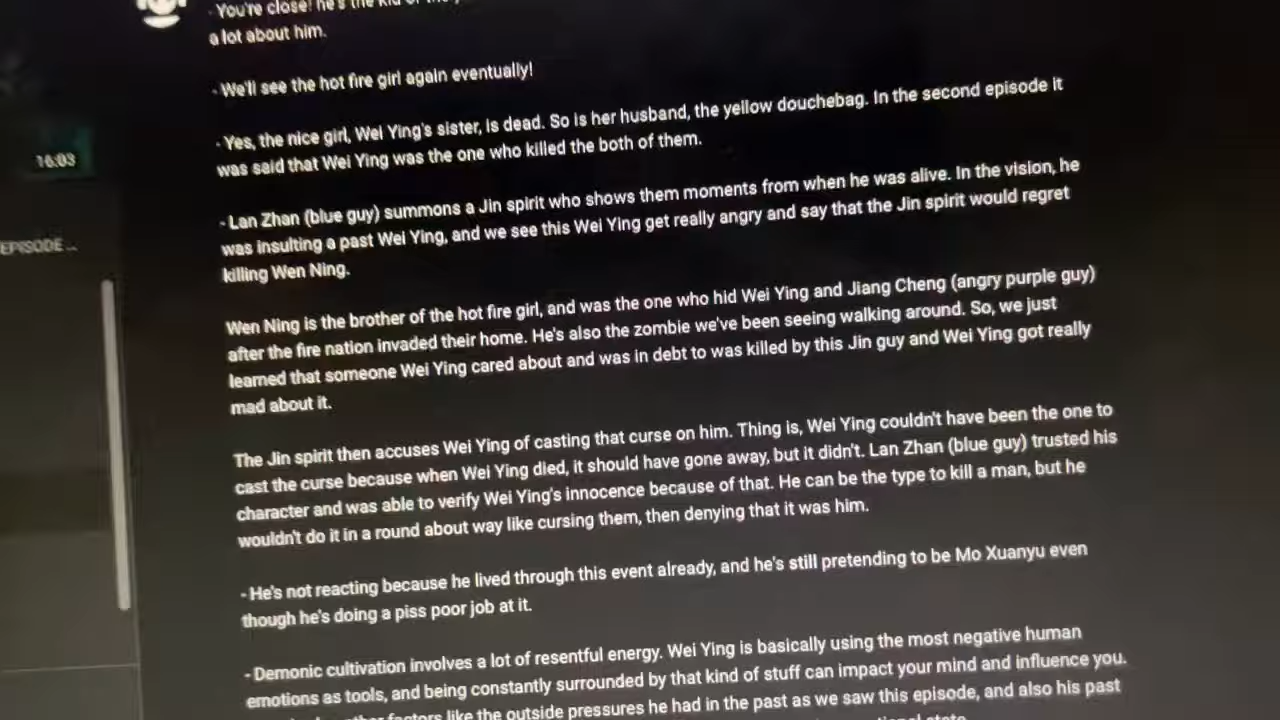 - You're close! he's the kid of the
a lot about him.
- We'll see the hot fire girl again eventually!
- Yes, the nice girl, Wei Ying's sister, is dead. So is her husband, the yellow douchebag. In the second episode it
was said that Wei Ying was the one who killed the both of them.
16:03
- Lan Zhan (blue guy) summons a Jin spirit who shows them moments from when he was alive. In the vision, he
was insulting a past Wei Ying, and we see this Wei Ying get really angry and say that the Jin spirit would regret
killing Wen Ning.
EPISODE ...
Wen Ning is the brother of the hot fire girl, and was the one who hid Wei Ying and Jiang Cheng (angry purple guy)
after the fire nation invaded their home. He's also the zombie we've been seeing walking around. So, we just
learned that someone Wei Ying cared about and was in debt to was killed by this Jin guy and Wei Ying got really
mad about it.
The Jin spirit then accuses Wei Ying of casting that curse on him. Thing is, Wei Ying couldn't have been the one to
cast the curse because when Wei Ying died, it should have gone away, but it didn't. Lan Zhan (blue guy) trusted his
character and was able to verify Wei Ying's innocence because of that. He can be the type to kill a man, but he
wouldn't do it in a round about way like cursing them, then denying that it was him.
- He's not reacting because he lived through this event already, and he's still pretending to be Mo Xuanyu even
though he's doing a piss poor job at it.
- Demonic cultivation involves a lot of resentful energy. Wei Ying is basically using the most negative human
emotions as tools, and being constantly surrounded by that kind of stuff can impact your mind and influence you.
factors like the outside pressures he had in the past as we saw this episode, and also his past
state